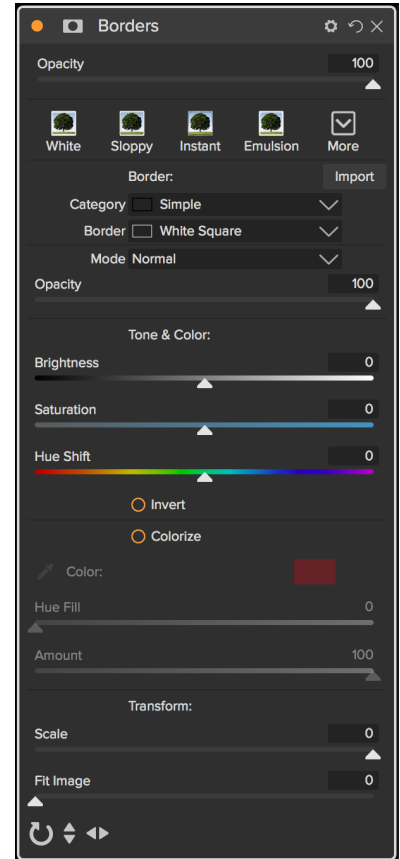 Borders
Opacity 100
White Sloppy Instant Emulsion More
Border: Import
Category Simple
Border White Square
Mode Normal
Opacity 100
Tone & Color:
Brightness 0
Saturation 0
Hue Shift 0
Invert
Colorize
Color:
Hue Fill 0
Amount 100
Transform:
Scale 0
Fit Image 0